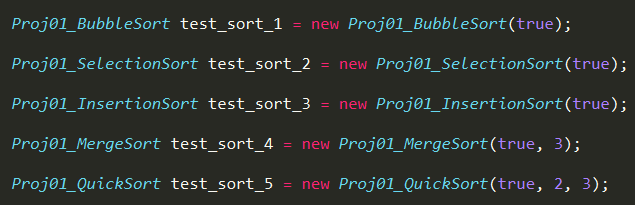 Proj01_BubbleSort test_sort_1 = new Proj01_BubbleSort(true);
Proj01_SelectionSort test_sort_2 = new Proj01_SelectionSort(true);
Proj01_InsertionSort test_sort_3 = new Proj01_InsertionSort(true);
Proj01_MergeSort test_sort_4 = new Proj01_MergeSort(true, 3);
Proj01_QuickSort test_sort_5 = new Proj01_QuickSort(true, 2, 3);